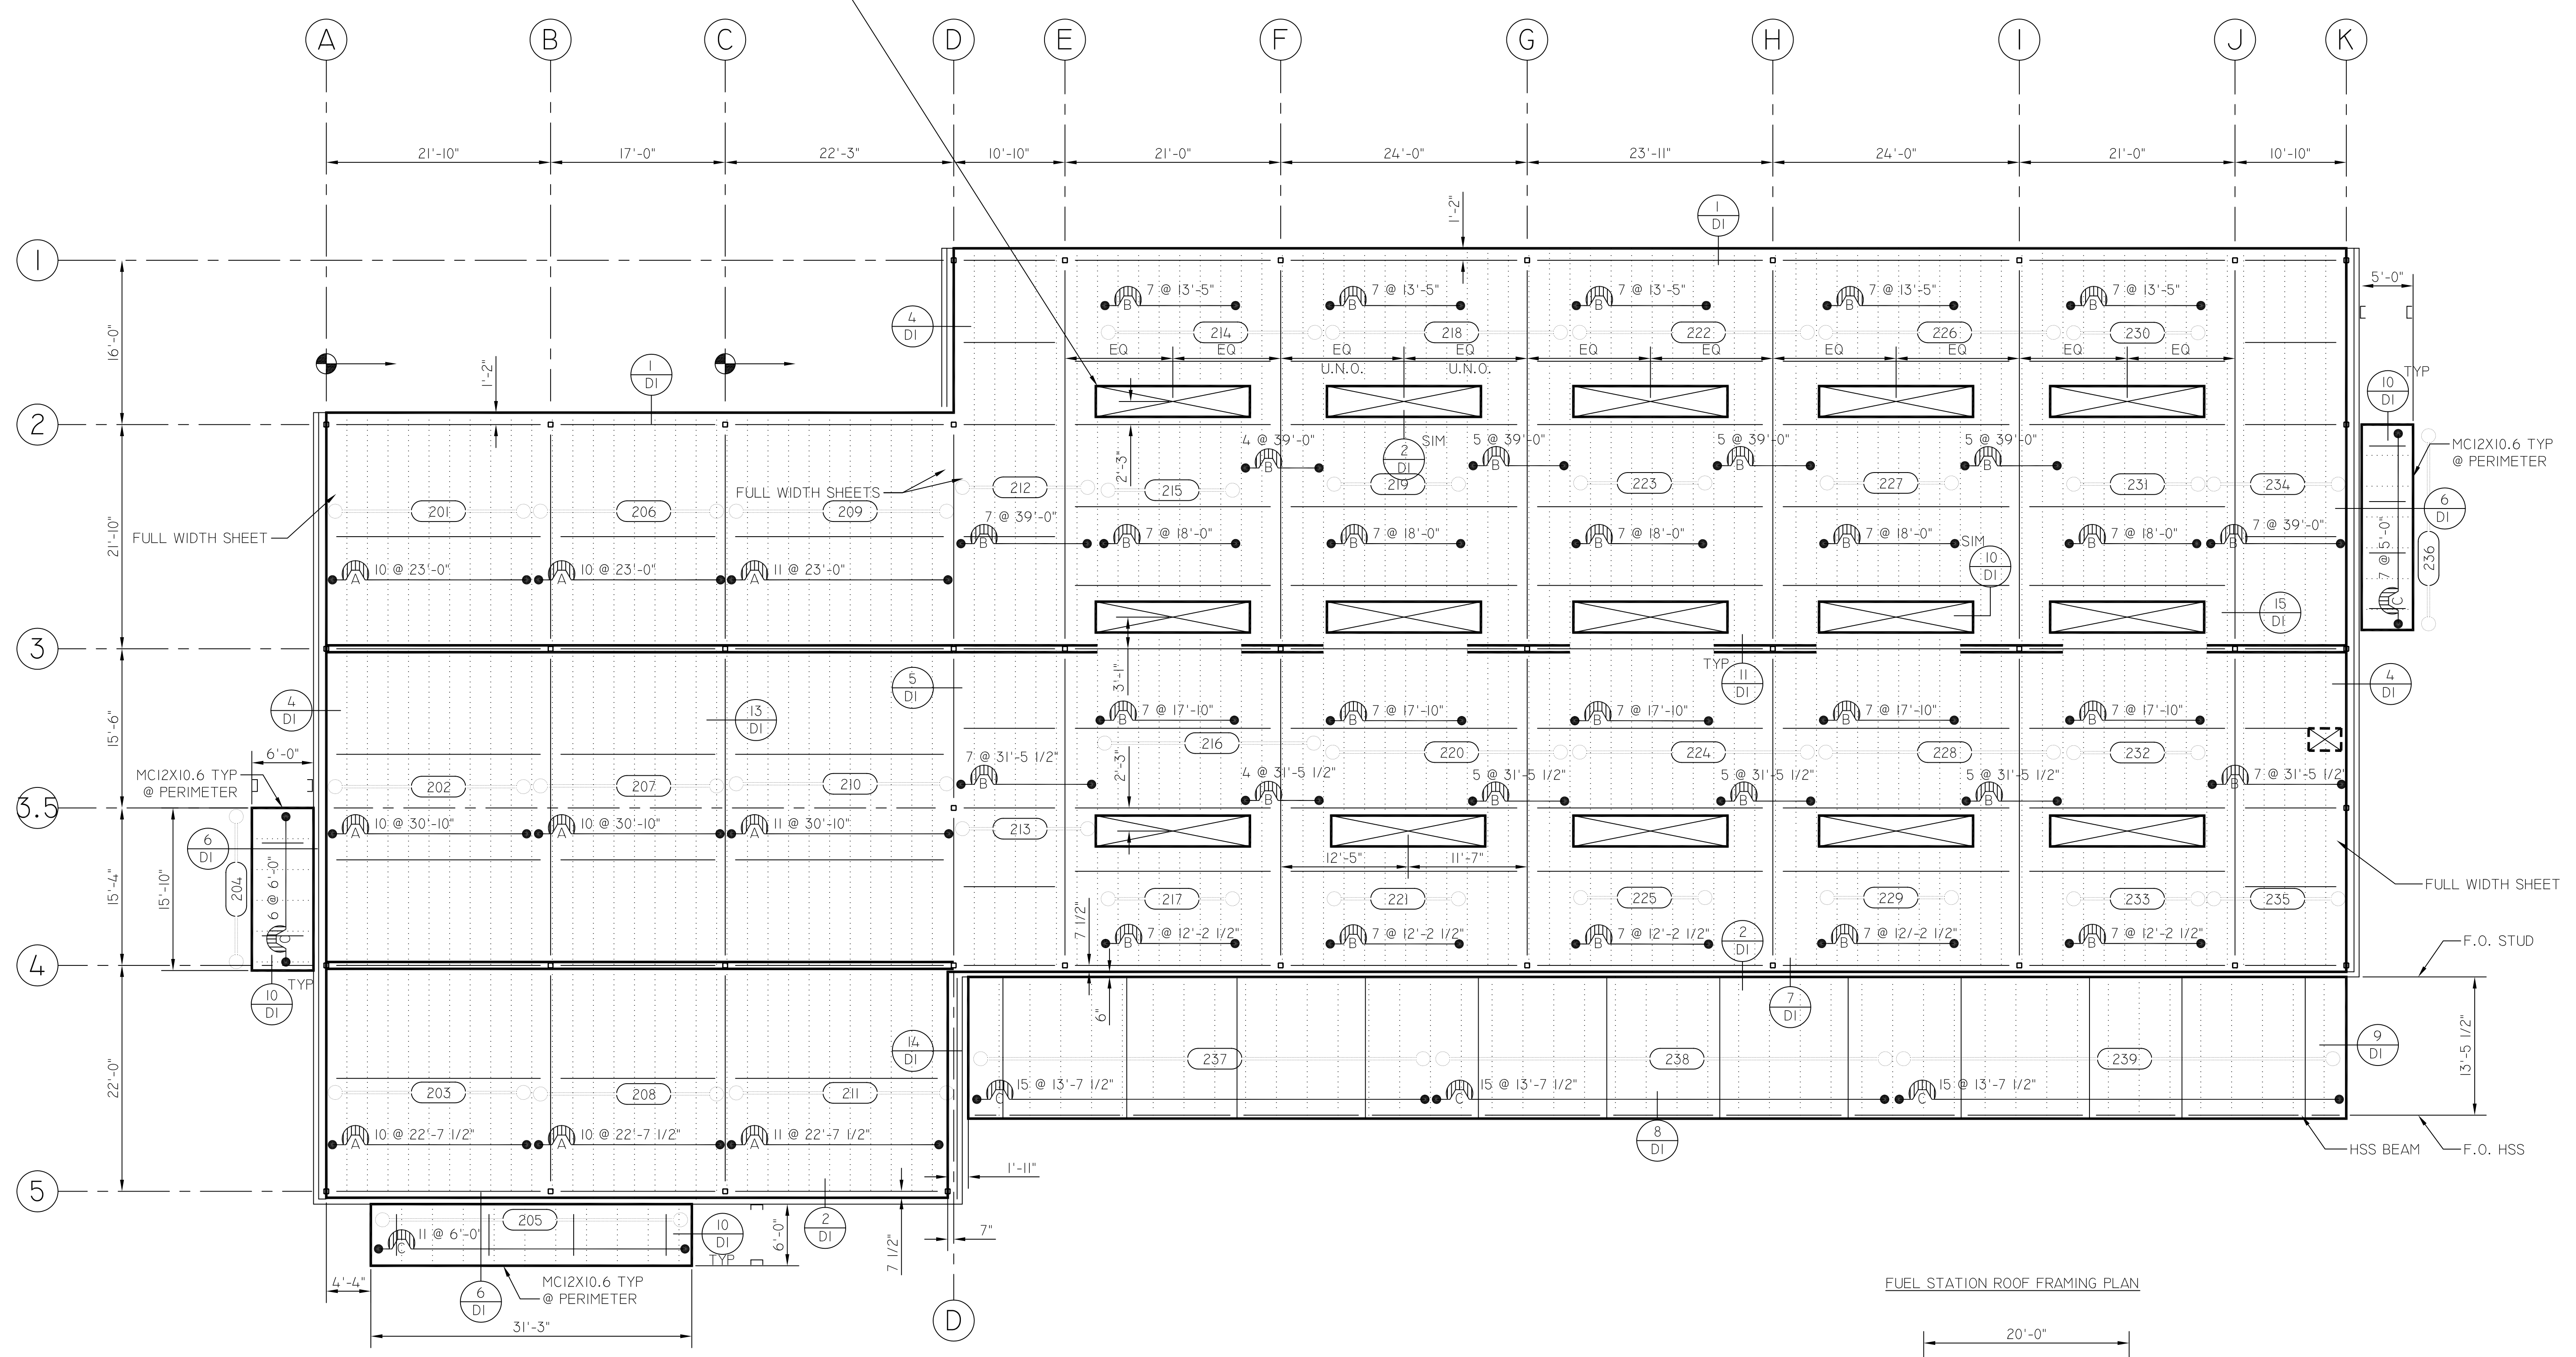 A B C D E F G H I J K
21'-10" 17'-0" 22'-3" 10'-10" 21'-0" 24'-0" 23'-11" 24'-0" 21'-0" 10'-10"
1'-2"
1
D1
1
5'-0"
7 @ 13'-5" 7 @ 13'-5" 7 @ 13'-5" 7 @ 13'-5" 7 @ 13'-5"
B B B B B
4
D1
214 218 222 226 230
16'-0"
EQ EQ EQ EQ EQ EQ EQ EQ EQ EQ
U.N.O. U.N.O.
1'-2"
1
D1
TYP
10
D1
2
4 @ 39'-0" 5 @ 39'-0" 5 @ 39'-0" 5 @ 39'-0"
B B B B
SIM
2
D1
2'-3"
MC12X10.6 TYP
@ PERIMETER
FULL WIDTH SHEETS
212 215 219 223 227 231 234
201 206 209
6
D1
21'-10"
7 @ 39'-0" 7 @ 18'-0" 7 @ 18'-0" 7 @ 18'-0" 7 @ 18'-0" 7 @ 18'-0" 7 @ 39'-0"
B B B B B B B
FULL WIDTH SHEET
SIM
10
D1
7 @ 5'-0"
C
236
10 @ 23'-0" 10 @ 23'-0" 11 @ 23'-0"
A A A
15
D1
3
3'-1"
TYP
11
D1
5
D1
4
D1
4
D1
13
D1
15'-6"
7 @ 17'-10" 7 @ 17'-10" 7 @ 17'-10" 7 @ 17'-10" 7 @ 17'-10"
B B B B B
216 220 224 228 232
6'-0"
MC12X10.6 TYP
@ PERIMETER
202 207 210
7 @ 31'-5 1/2" 4 @ 31'-5 1/2" 5 @ 31'-5 1/2" 5 @ 31'-5 1/2" 5 @ 31'-5 1/2" 7 @ 31'-5 1/2"
B B B B B B
2'-3"
3.5
10 @ 30'-10" 10 @ 30'-10" 11 @ 30'-10"
A A A
213
6
D1
204
6 @ 6'-0"
C
15'-10"
15'-4"
12'-5" 11'-7"
FULL WIDTH SHEET
217 221 225 229 233 235
7 1/2"
7 @ 12'-2 1/2" 7 @ 12'-2 1/2" 7 @ 12'-2 1/2" 7 @ 12/-2 1/2" 7 @ 12'-2 1/2"
B B B B B
2
D1
F.O. STUD
4
TYP
10
D1
6"
7
D1
14
D1
9
D1
13'-5 1/2"
22'-0"
237 238 239
203 208 211
15 @ 13'-7 1/2" 15 @ 13'-7 1/2" 15 @ 13'-7 1/2"
C C C
10 @ 22'-7 1/2" 10 @ 22'-7 1/2" 11 @ 22'-7 1/2"
A A A
8
D1
HSS BEAM
F.O. HSS
1'-11"
5
205
11 @ 6'-0'
C
10
D1
TYP
6'-0"
2
D1
7 1/2"
7"
4'-4"
6
D1
MC12X10.6 TYP
@ PERIMETER
31'-3"
D
FUEL STATION ROOF FRAMING PLAN
20'-0"